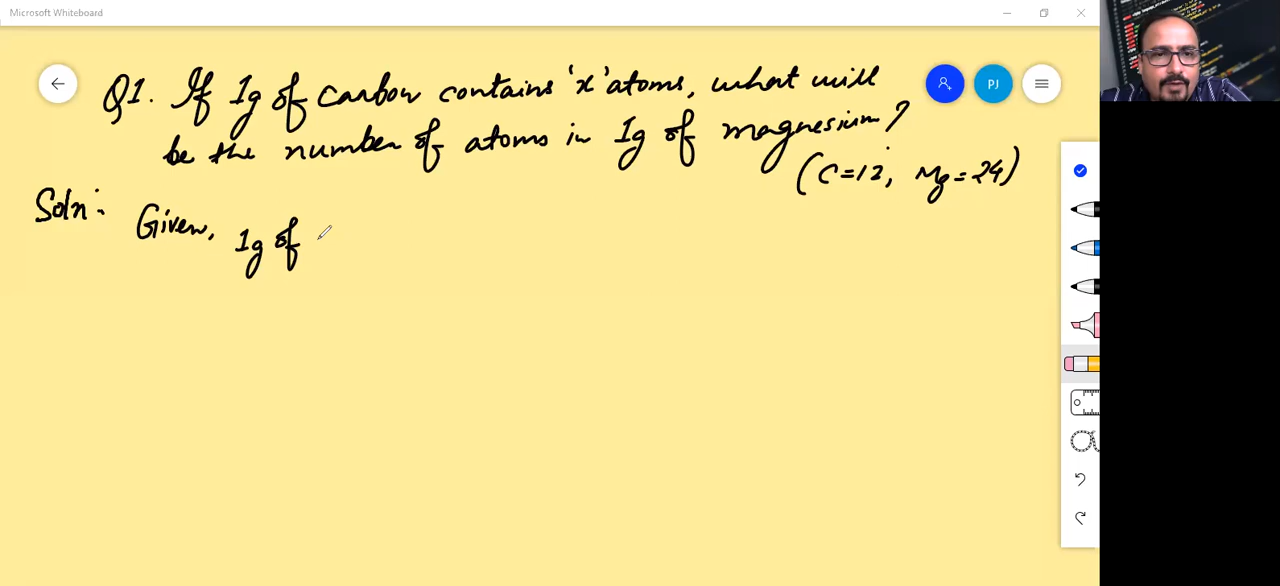 Microsoft Whiteboard
Q1. If 1g of carbon contains 'x' atoms, what will
be the number of atoms in 1g of magnesium?
(C=12, Mg=24)
Soln:
Given, 1g of
PJ